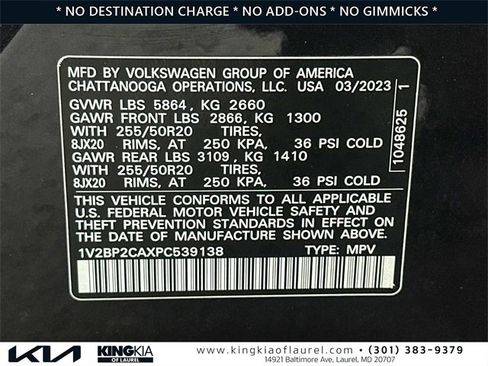 * NO DESTINATION CHARGE * NO ADD-ONS * NO GIMMICKS *
MFD BY VOLKSWAGEN GROUP OF AMERICA
CHATTANOOGA OPERATIONS, LLC. USA 03/2023
GVWR LBS 5864, KG 2660
GAWR FRONT LBS 2866, KG 1300
WITH 255/50R20 TIRES,
8JX20 RIMS, AT 250 KPA, 36 PSI COLD
GAWR REAR LBS 3109, KG 1410
WITH 255/50R20 TIRES,
8JX20 RIMS, AT 250 KPA, 36 PSI COLD
THIS VEHICLE CONFORMS TO ALL APPLICABLE
U.S. FEDERAL MOTOR VEHICLE SAFETY AND
THEFT PREVENTION STANDARDS IN EFFECT
ON THE DATE OF MANUFACTURE SHOWN ABOVE
1V2BP2CAXPC539138 TYPE: MPV
1048625 1
KIA KING KIA
OF LAUREL
www.kingkiaoflaurel.com • (301) 383-9379
14921 Baltimore Ave, Laurel, MD 20707